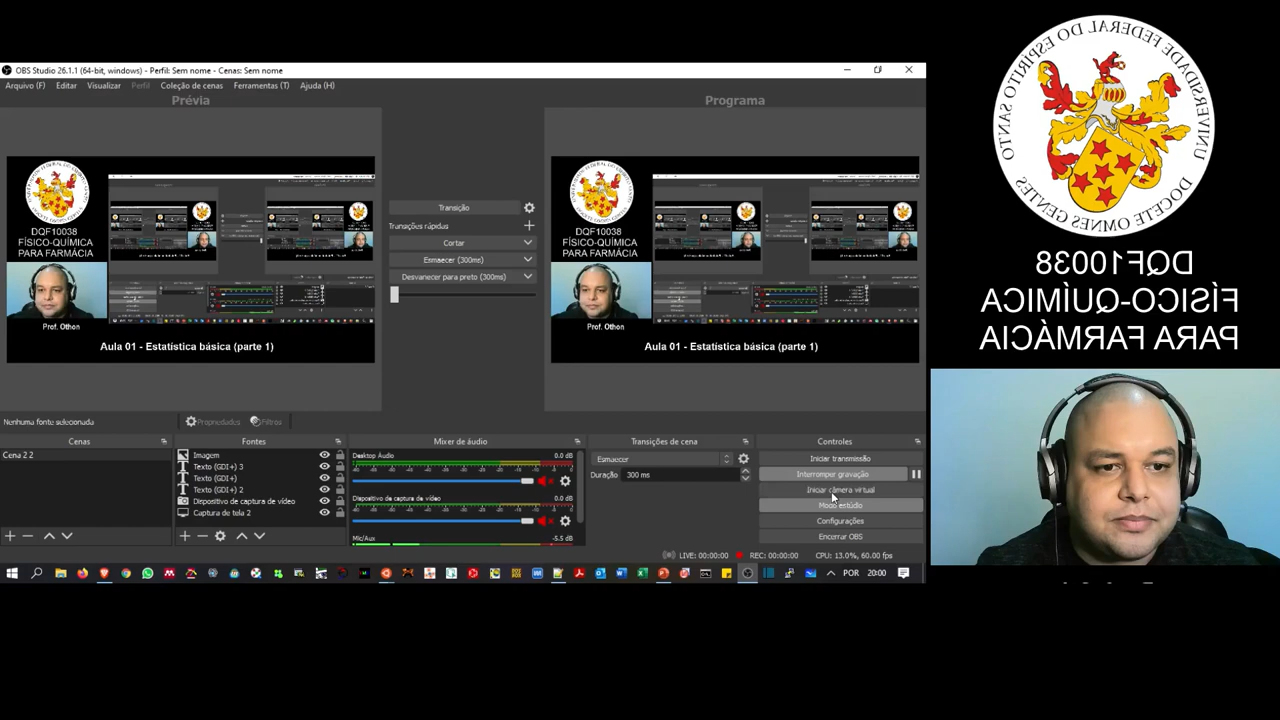 OBS Studio 26.1.1 (64-bit, windows) - Perfil: Sem nome - Cenas: Sem nome
Arquivo (F) Editar Visualizar Perfil Coleção de cenas Ferramentas (T) Ajuda (H)
Prévia
Programa
DQF10038
FÍSICO-QUÍMICA
PARA FARMÁCIA
Prof. Othon
Aula 01 - Estatística básica (parte 1)
Transição
Transições rápidas
Cortar
Esmaecer (300ms)
Desvanecer para preto (300ms)
DQF10038
FÍSICO-QUÍMICA
PARA FARMÁCIA
Prof. Othon
Aula 01 - Estatística básica (parte 1)
Nenhuma fonte selecionada
Propriedades
Filtros
Cenas
Cena 2 2
Fontes
Imagem
Texto (GDI+) 3
Texto (GDI+)
Texto (GDI+) 2
Dispositivo de captura de vídeo
Captura de tela 2
Mixer de áudio
Desktop Audio 0.0 dB
Dispositivo de captura de vídeo 0.0 dB
Mic/Aux -5.5 dB
Transições de cena
Esmaecer
Duração 300 ms
Controles
Iniciar transmissão
Interromper gravação
Iniciar câmera virtual
Modo estúdio
Configurações
Encerrar OBS
LIVE: 00:00:00 REC: 00:00:00 CPU: 13.0%, 60.00 fps
POR 20:00
UNIVERSIDADE FEDERAL DO ESPIRITO SANTO
DOCETE OMNES GENTES
DQF10038
FÍSICO-QUÍMICA
PARA FARMÁCIA